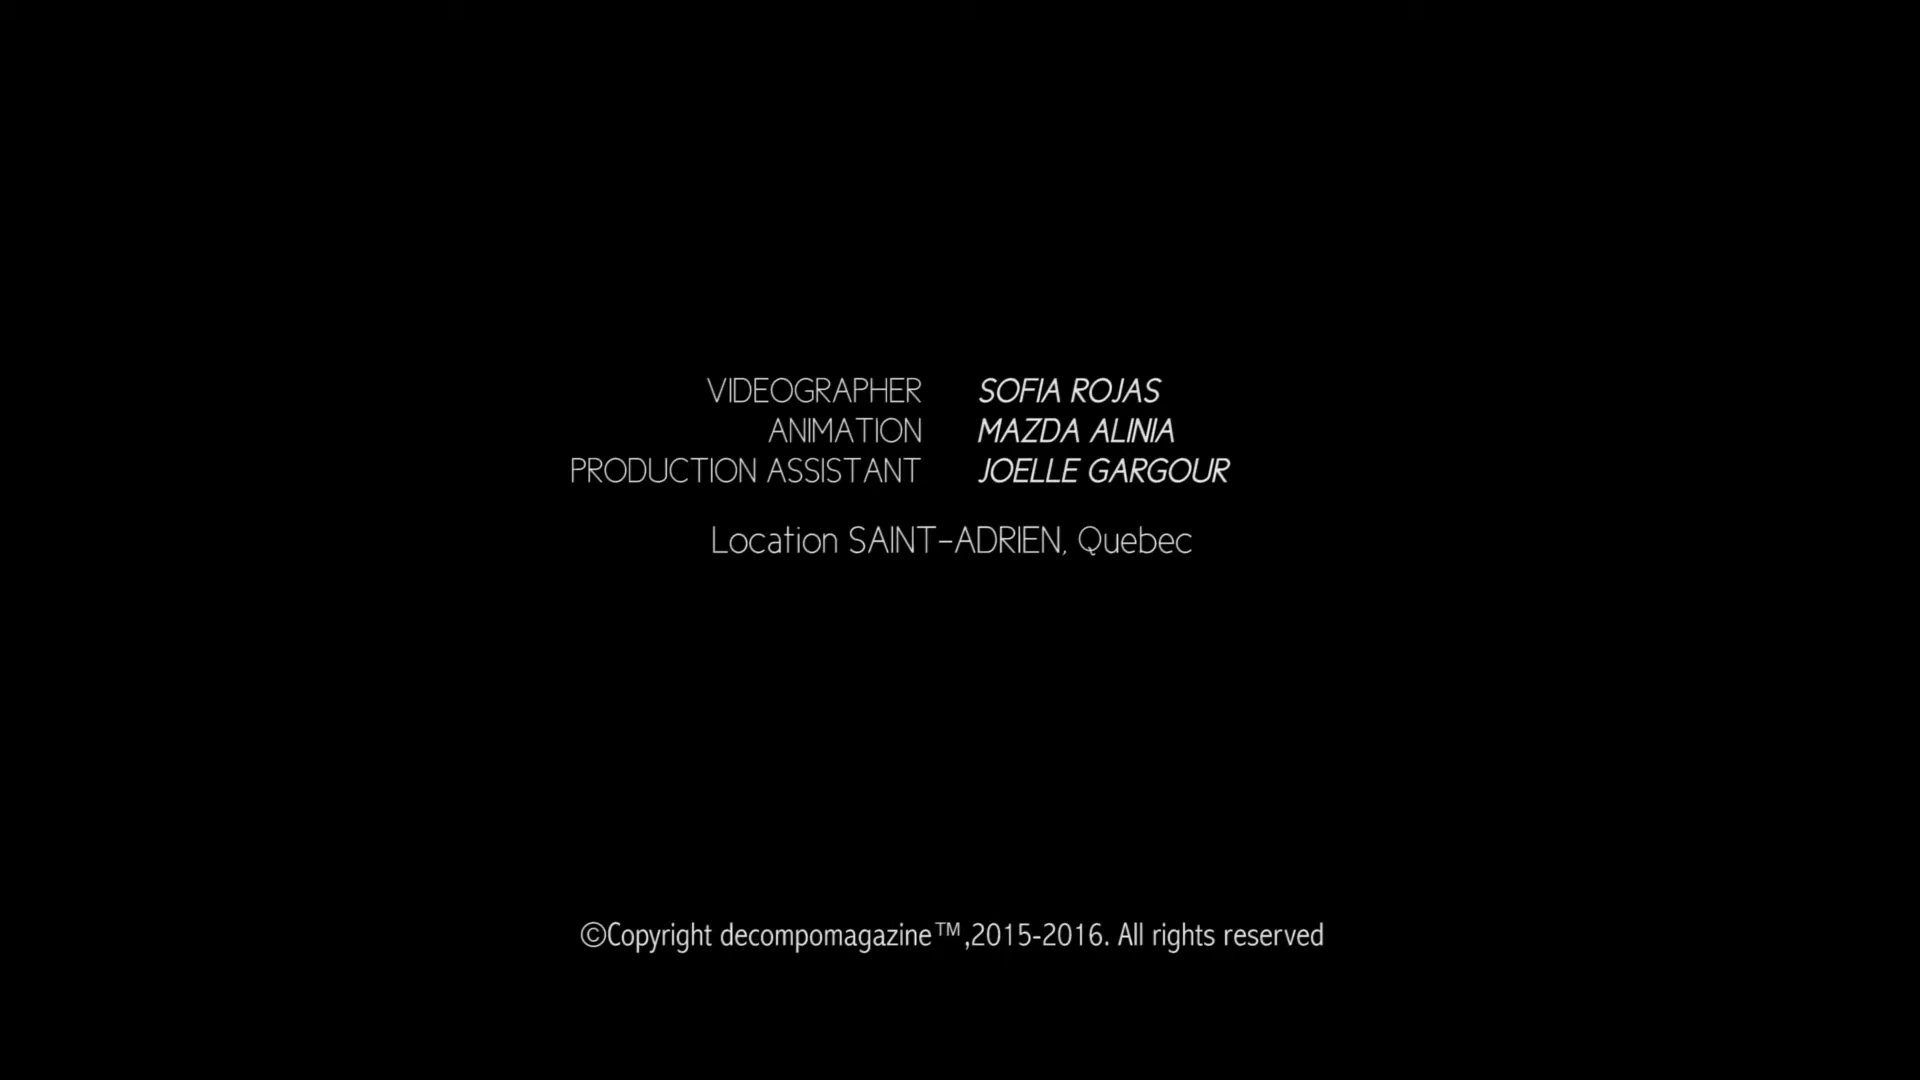 VIDEOGRAPHER SOFIA ROJAS
ANIMATION MAZDA ALINIA
PRODUCTION ASSISTANT JOELLE GARGOUR
Location SAINT-ADRIEN, Quebec
©Copyright decompomagazine™,2015-2016. All rights reserved